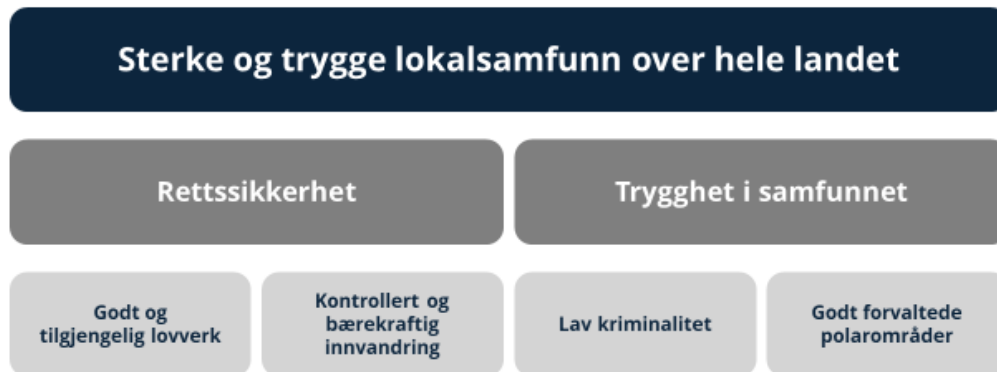 Sterke og trygge lokalsamfunn over hele landet
Rettssikkerhet
Trygghet i samfunnet
Godt og
tilgjengelig lovverk
Kontrollert og
bærekraftig
innvandring
Lav kriminalitet
Godt forvaltede
polarområder